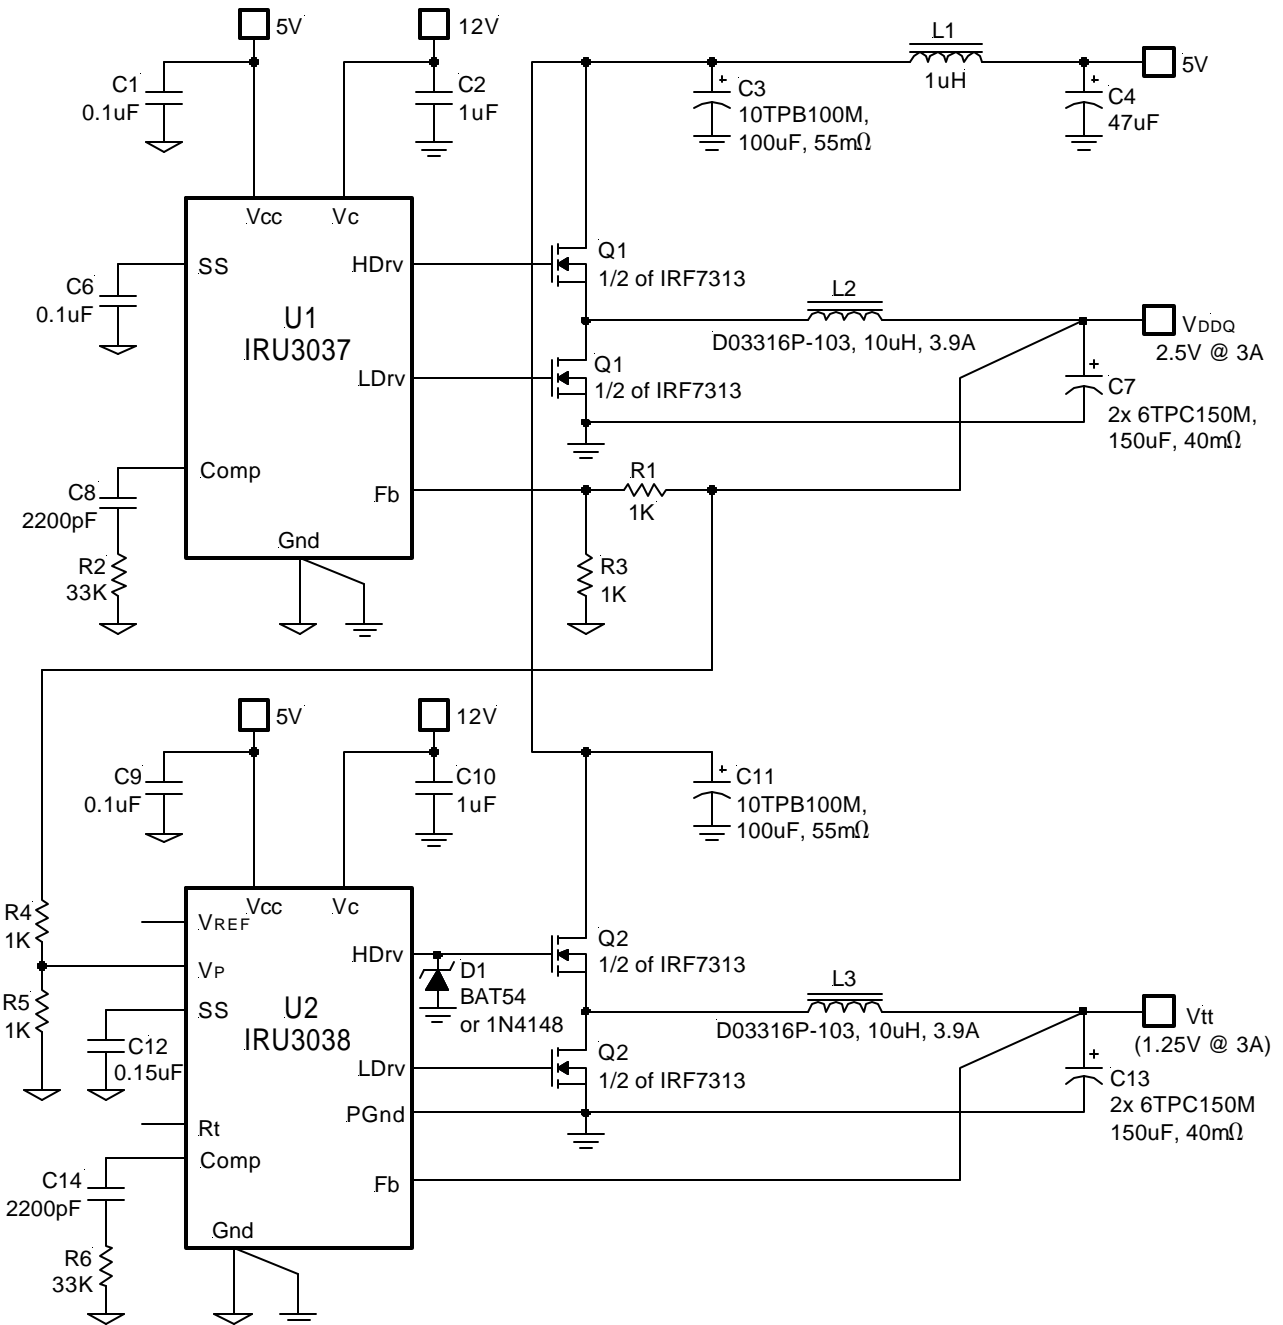 5V
12V
C1
0.1uF
C2
1uF
C3
10TPB100M,
100uF, 55mΩ
L1
1uH
C4
47uF
5V
Vcc
Vc
SS
HDrv
U1
IRU3037
LDrv
Comp
Fb
Gnd
C6
0.1uF
C8
2200pF
R2
33K
Q1
1/2 of IRF7313
L2
D03316P-103, 10uH, 3.9A
VDDQ
2.5V @ 3A
Q1
1/2 of IRF7313
C7
2x 6TPC150M,
150uF, 40mΩ
R1
1K
R3
1K
5V
12V
C9
0.1uF
C10
1uF
C11
10TPB100M,
100uF, 55mΩ
R4
1K
R5
1K
Vcc
Vc
VREF
HDrv
VP
SS
U2
IRU3038
LDrv
PGnd
Rt
Comp
Fb
Gnd
C12
0.15uF
C14
2200pF
R6
33K
D1
BAT54
or 1N4148
Q2
1/2 of IRF7313
L3
D03316P-103, 10uH, 3.9A
Vtt
(1.25V @ 3A)
Q2
1/2 of IRF7313
C13
2x 6TPC150M
150uF, 40mΩ